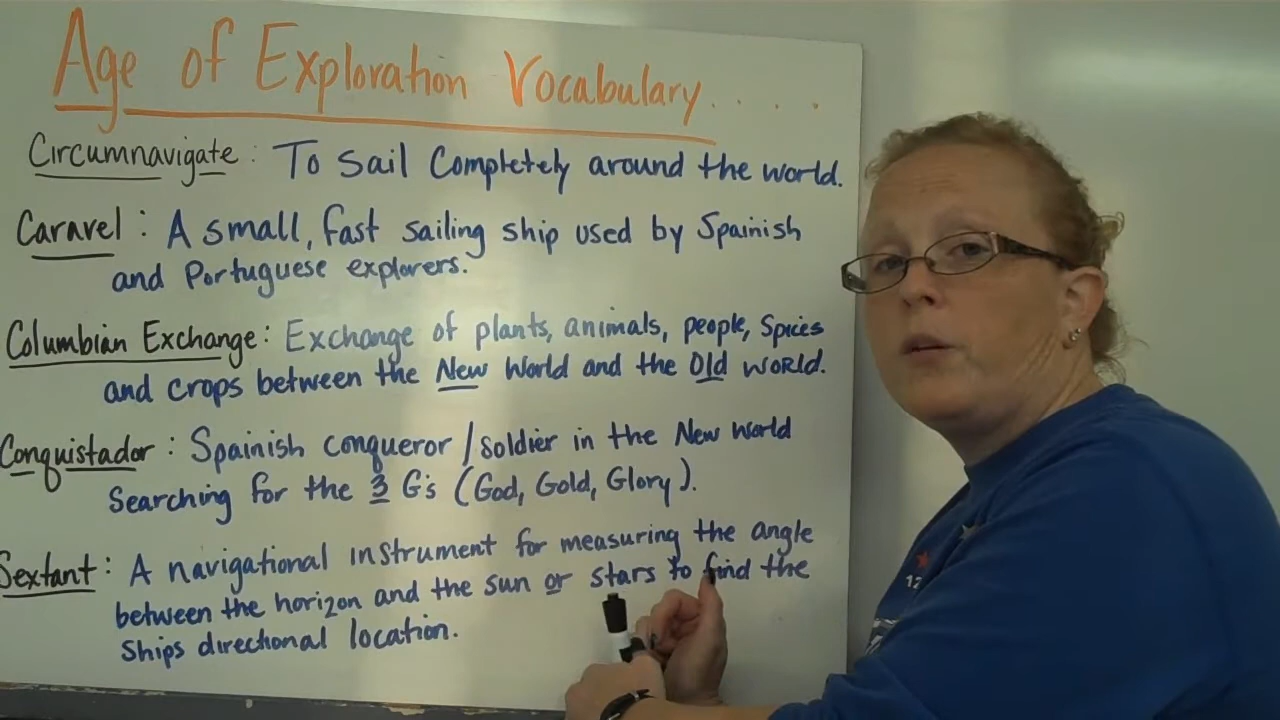 Age of Exploration Vocabulary.....
Circumnavigate: To sail Completely around the world.
Caravel: A small, fast sailing ship used by Spainish
and Portuguese explorers.
Columbian Exchange: Exchange of plants, animals, people, Spices
and crops between the New World and the Old world.
Conquistador: Spainish conqueror/soldier in the New World
Searching for the 3 G's (God, Gold, Glory).
Sextant: A navigational instrument for measuring the angle
between the horizon and the sun or stars to find the
Ships directional location.
12